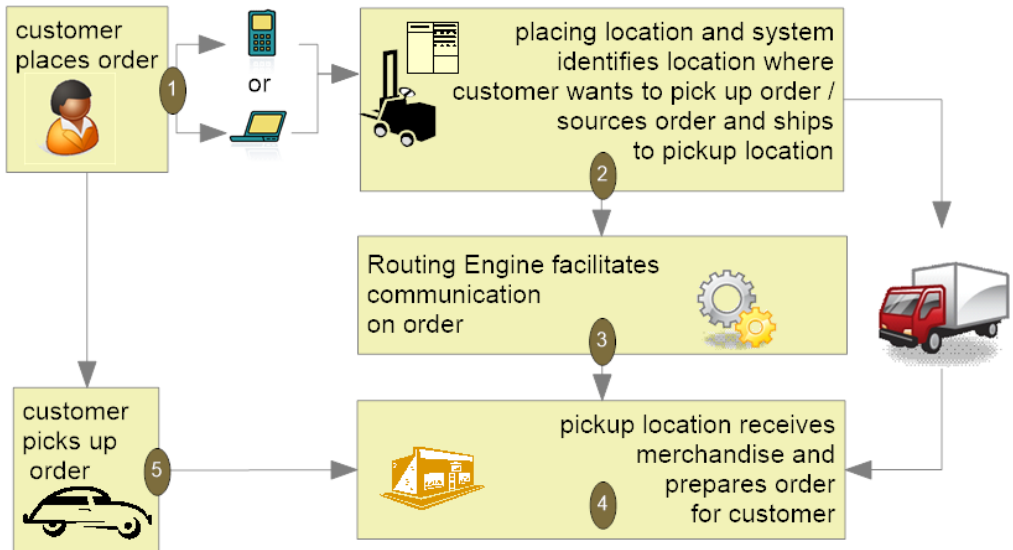 customer
places order
1
or
placing location and system
identifies location where
customer wants to pick up order /
sources order and ships
to pickup location
2
Routing Engine facilitates
communication
on order
3
customer
picks up
order
5
pickup location receives
merchandise and
prepares order
for customer
4